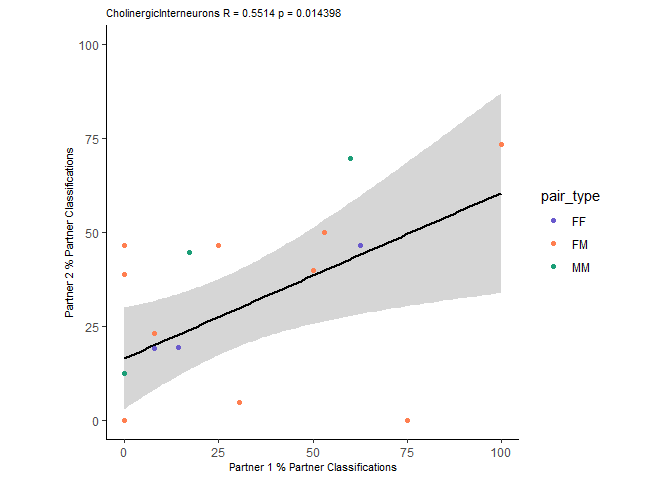 CholinergicInterneurons R = 0.5514 p = 0.014398
100
75
50
25
0
Partner 2 % Partner Classifications
0
25
50
75
100
Partner 1 % Partner Classifications
pair_type
FF
FM
MM